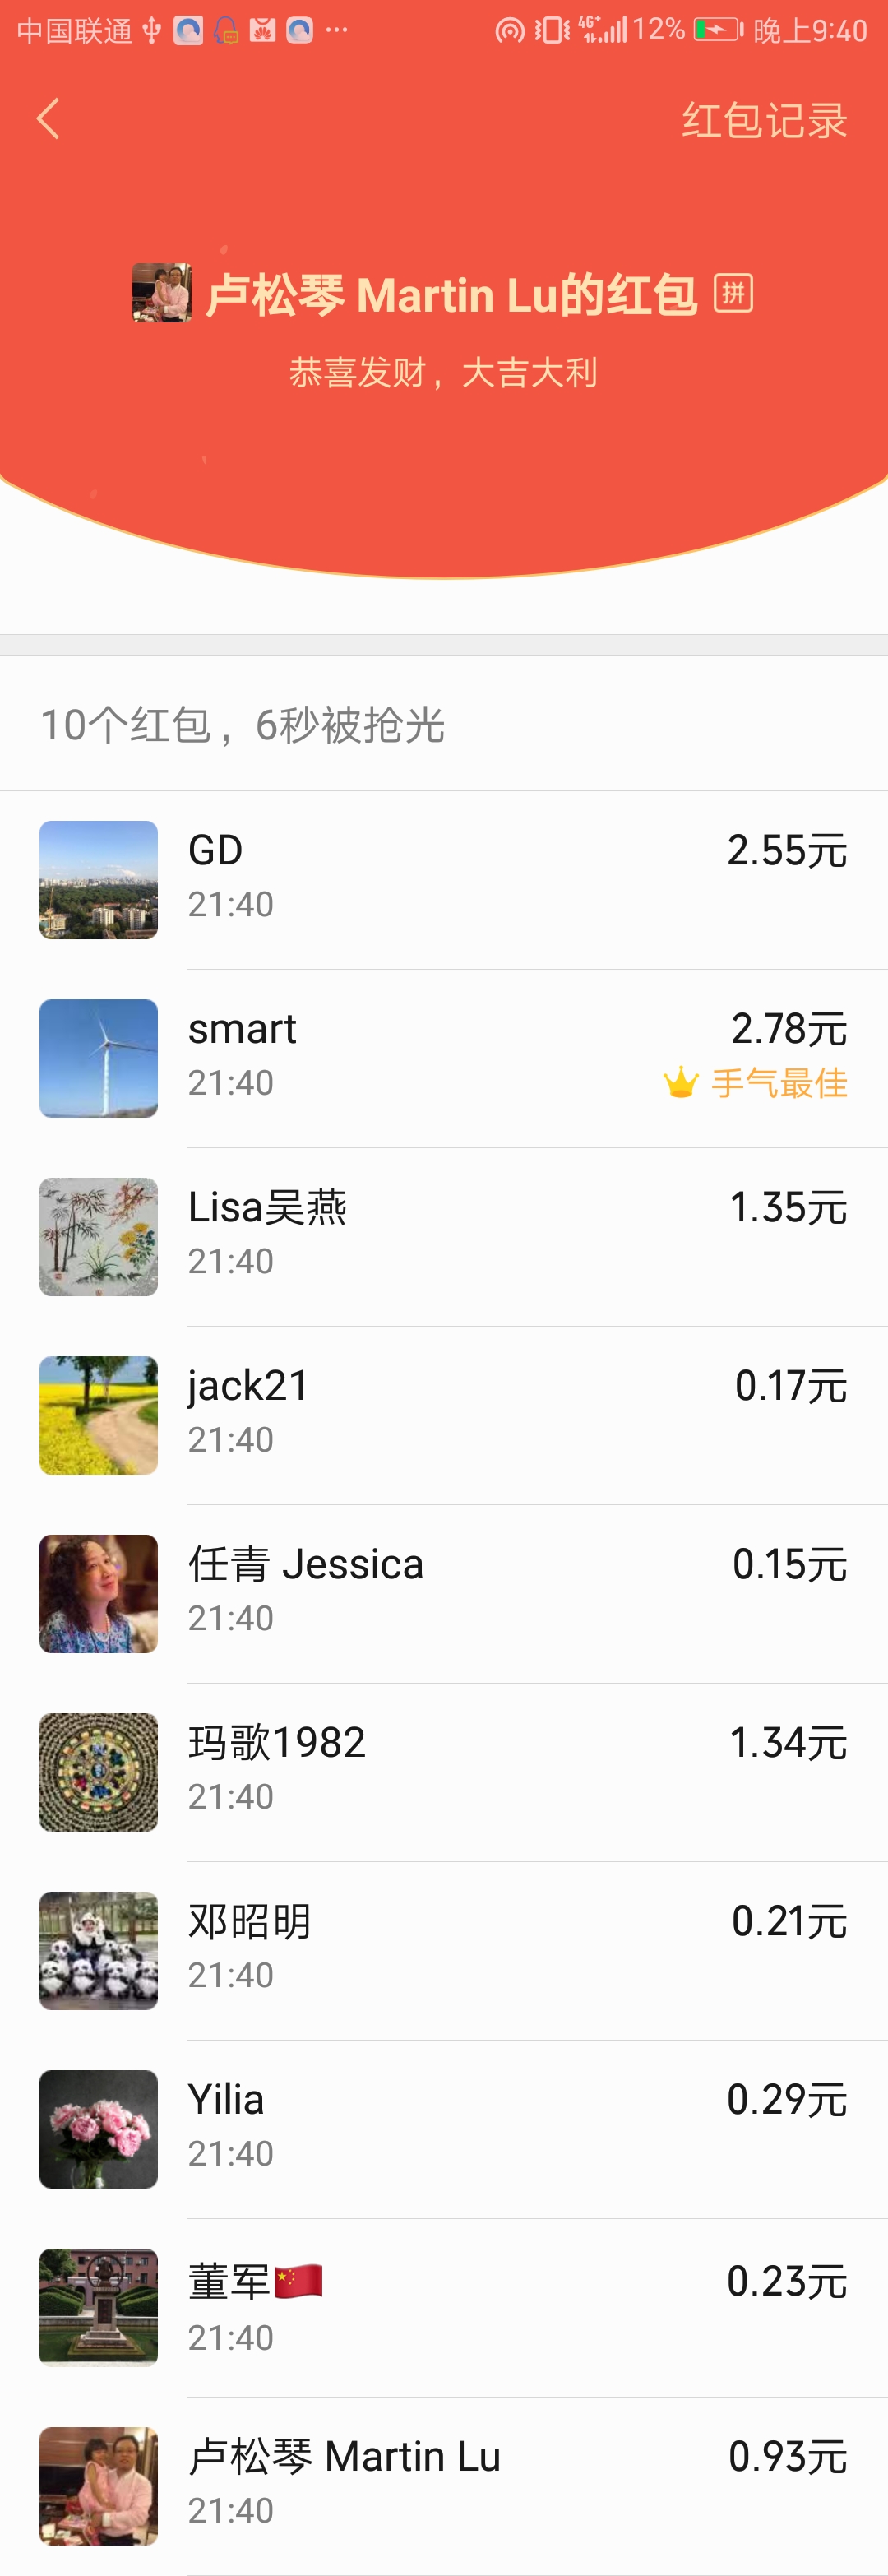 中国联通 4G+ 12% 晚上9:40
红包记录
卢松琴 Martin Lu的红包 拼
恭喜发财，大吉大利
10个红包，6秒被抢光
GD 2.55元
21:40
smart 2.78元
21:40 手气最佳
Lisa吴燕 1.35元
21:40
jack21 0.17元
21:40
任青 Jessica 0.15元
21:40
玛歌1982 1.34元
21:40
邓昭明 0.21元
21:40
Yilia 0.29元
21:40
董军🇨🇳 0.23元
21:40
卢松琴 Martin Lu 0.93元
21:40